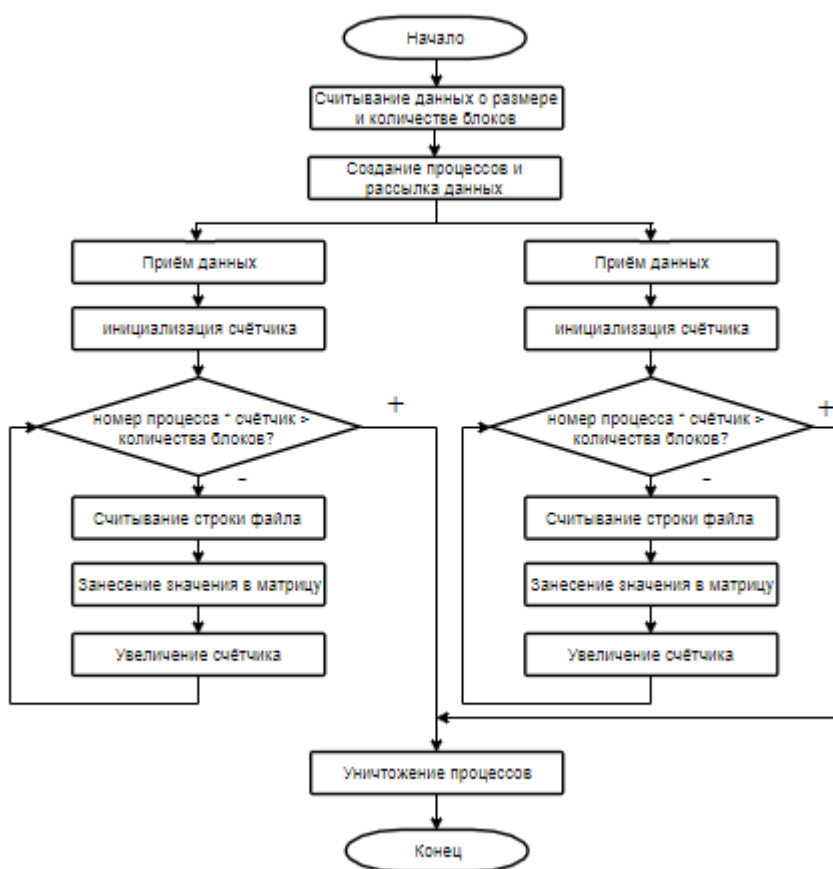 Начало
Считывание данных о размере
и количестве блоков
Создание процессов и
рассылка данных
Приём данных
Приём данных
инициализация счётчика
инициализация счётчика
номер процесса * счётчик >
количества блоков?
+
номер процесса * счётчик >
количества блоков?
+
-
-
Считывание строки файла
Считывание строки файла
Занесение значения в матрицу
Занесение значения в матрицу
Увеличение счётчика
Увеличение счётчика
Уничтожение процессов
Конец